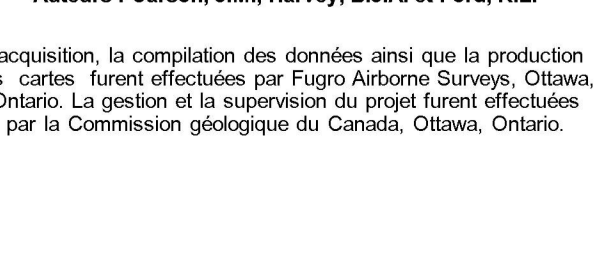 acquisition, la compilation des données ainsi que la production
cartes furent effectuées par Fugro Airborne Surveys, Ottawa,
Ontario. La gestion et la supervision du projet furent effectuées
par la Commission géologique du Canada, Ottawa, Ontario.